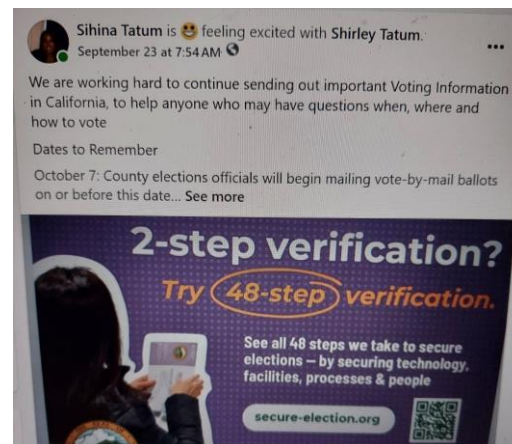 Sihina Tatum is 😃 feeling excited with Shirley Tatum.
September 23 at 7:54 AM
We are working hard to continue sending out important Voting Information
in California, to help anyone who may have questions when, where and
how to vote
Dates to Remember
October 7: County elections officials will begin mailing vote-by-mail ballots
on or before this date... See more
2-step verification?
Try 48-step verification.
See all 48 steps we take to secure
elections – by securing technology,
facilities, processes & people
secure-election.org